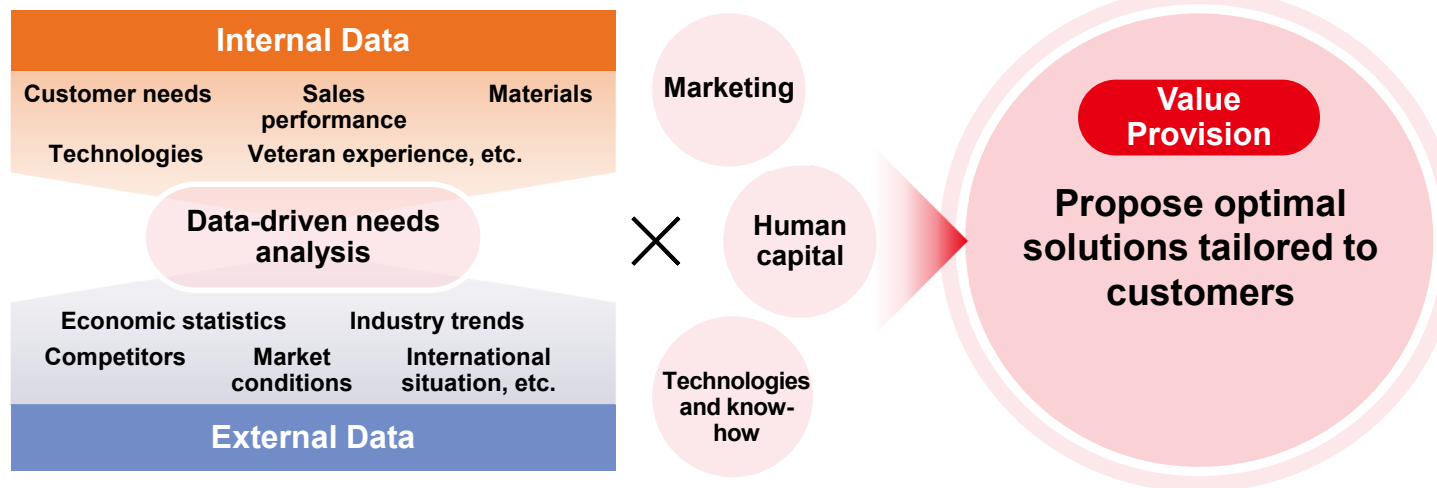 Internal Data
Customer needs
Sales
performance
Materials
Technologies
Veteran experience, etc.
Data-driven needs
analysis
Economic statistics
Industry trends
Competitors
Market
conditions
International
situation, etc.
External Data
×
Marketing
Human
capital
Technologies
and know-
how
Value
Provision
Propose optimal
solutions tailored to
customers